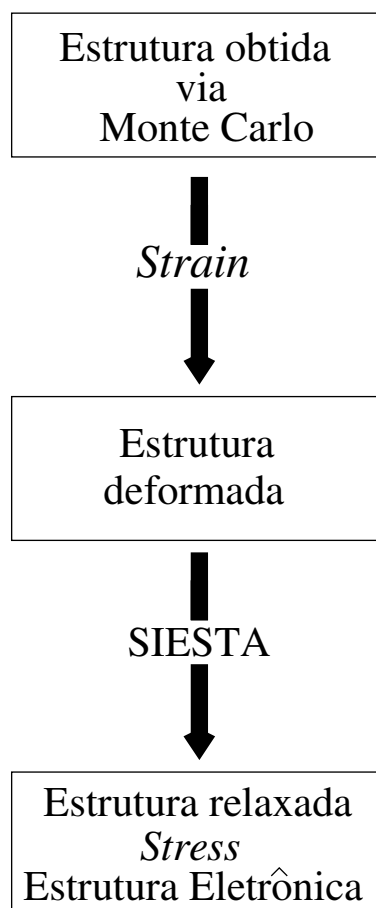 Estrutura obtida
via
Monte Carlo
Strain
Estrutura
deformada
SIESTA
Estrutura relaxada
Stress
Estrutura Eletrônica